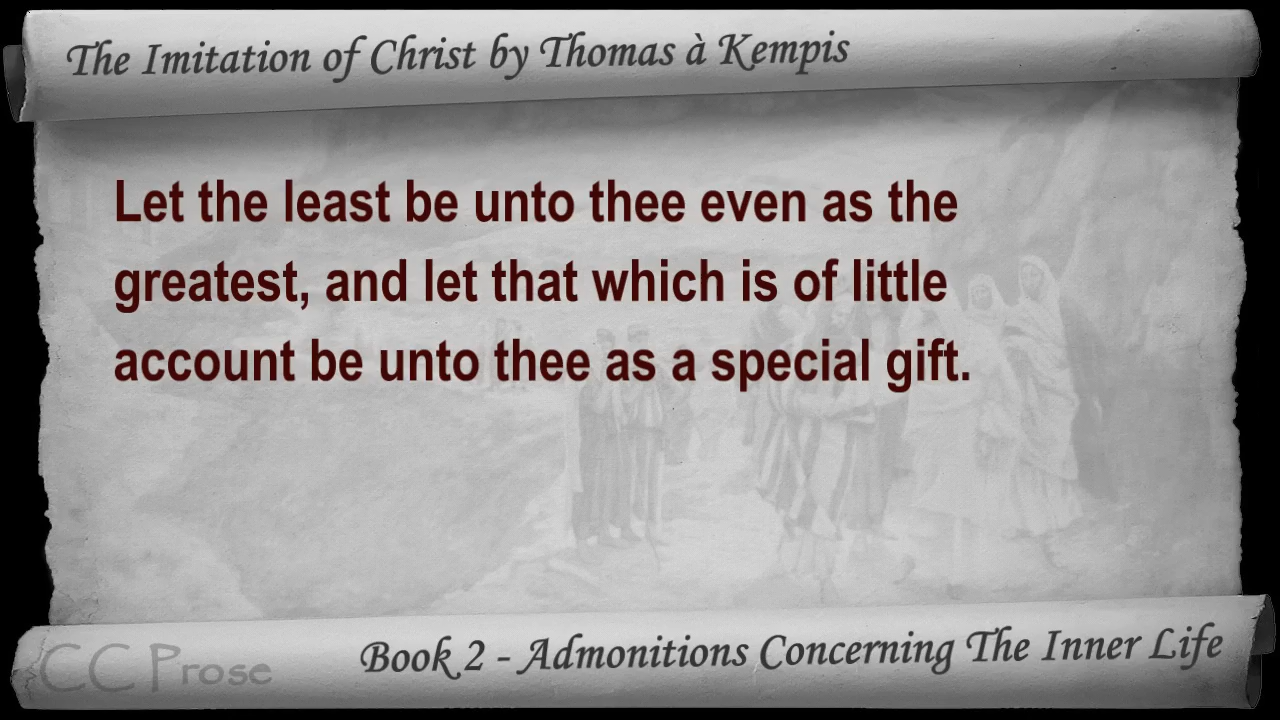 The Imitation of Christ by Thomas à Kempis
Let the least be unto thee even as the
greatest, and let that which is of little
account be unto thee as a special gift.
CC Prose
Book 2 - Admonitions Concerning The Inner Life